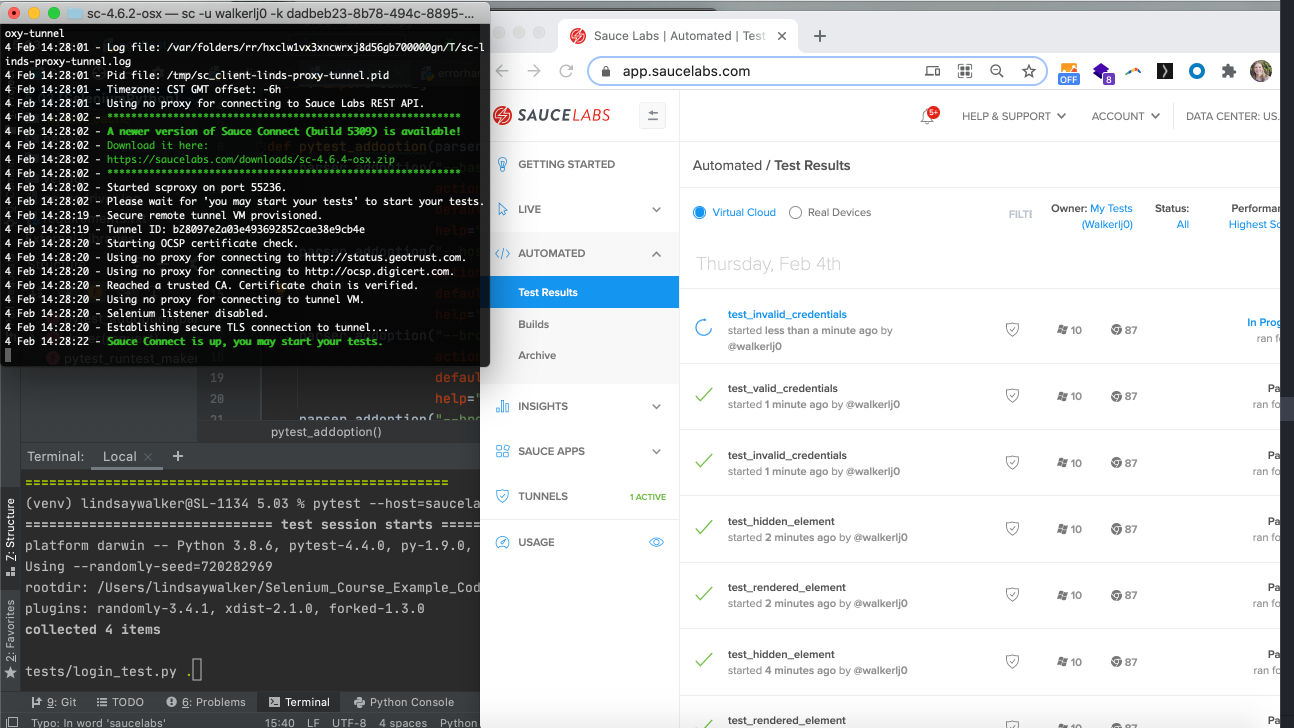 sc-4.6.2-osx — sc -u walkerlj0 -k dadbeb23-8b78-494c-8895-...
oxy-tunnel
4 Feb 14:28:01 - Log file: /var/folders/rr/hxclw1vx3xncwrxj8d56gb700000gn/T/sc-l
inds-proxy-tunnel.log
4 Feb 14:28:01 - Pid file: /tmp/sc_client-linds-proxy-tunnel.pid
4 Feb 14:28:01 - Timezone: CST GMT offset: -6h
4 Feb 14:28:01 - Using no proxy for connecting to Sauce Labs REST API.
4 Feb 14:28:02 - ***********************************************************
4 Feb 14:28:02 - A newer version of Sauce Connect (build 5309) is available!
4 Feb 14:28:02 - Download it here:
4 Feb 14:28:02 - https://saucelabs.com/downloads/sc-4.6.4-osx.zip
4 Feb 14:28:02 - ***********************************************************
4 Feb 14:28:02 - Started scproxy on port 55236.
4 Feb 14:28:02 - Please wait for 'you may start your tests' to start your tests.
4 Feb 14:28:19 - Secure remote tunnel VM provisioned.
4 Feb 14:28:19 - Tunnel ID: b28097e2a03e493692852cae38e9cb4e
4 Feb 14:28:20 - Starting OCSP certificate check.
4 Feb 14:28:20 - Using no proxy for connecting to http://status.geotrust.com.
4 Feb 14:28:20 - Using no proxy for connecting to http://ocsp.digicert.com.
4 Feb 14:28:20 - Reached a trusted CA. Certificate chain is verified.
4 Feb 14:28:20 - Using no proxy for connecting to tunnel VM.
4 Feb 14:28:20 - Selenium listener disabled.
4 Feb 14:28:20 - Establishing secure TLS connection to tunnel...
4 Feb 14:28:22 - Sauce Connect is up, you may start your tests.
pytest_runtest_make
19 defaul
20 help="
21 parser.addoption("--bro
pytest_addoption()
Terminal: Local × +
=====================================================
(venv) lindsaywalker@SL-1134 5.03 % pytest --host=saucela
=============================== test session starts =====
platform darwin -- Python 3.8.6, pytest-4.4.0, py-1.9.0,
Using --randomly-seed=720282969
rootdir: /Users/lindsaywalker/Selenium_Course_Example_Cod
plugins: randomly-3.4.1, xdist-2.1.0, forked-1.3.0
collected 4 items
tests/login_test.py .
Z: Structure
2: Favorites
9: Git TODO 6: Problems Terminal Python Console
Typo: In word 'saucelabs' 15:40 LF UTF-8 4 spaces Python
Sauce Labs | Automated | Test × +
app.saucelabs.com
OFF
8
SAUCELABS
5+
HELP & SUPPORT
ACCOUNT
DATA CENTER: US.
GETTING STARTED
LIVE
AUTOMATED
Test Results
Builds
Archive
INSIGHTS
SAUCE APPS
TUNNELS 1 ACTIVE
USAGE
Automated / Test Results
Virtual Cloud Real Devices
FILTE
Owner: My Tests
(Walkerlj0)
Status:
All
Performan
Highest Sc
Thursday, Feb 4th
test_invalid_credentials
started less than a minute ago by
@walkerlj0
10 87
In Prog
ran
test_valid_credentials
started 1 minute ago by @walkerlj0
10 87
Pa
ran fo
test_invalid_credentials
started 1 minute ago by @walkerlj0
10 87
Pa
ran fo
test_hidden_element
started 2 minutes ago by @walkerlj0
10 87
Pa
ran fo
test_rendered_element
started 2 minutes ago by @walkerlj0
10 87
Pa
ran fo
test_hidden_element
started 4 minutes ago by @walkerlj0
10 87
Pa
ran fo
test_rendered_element
10 87
Pa